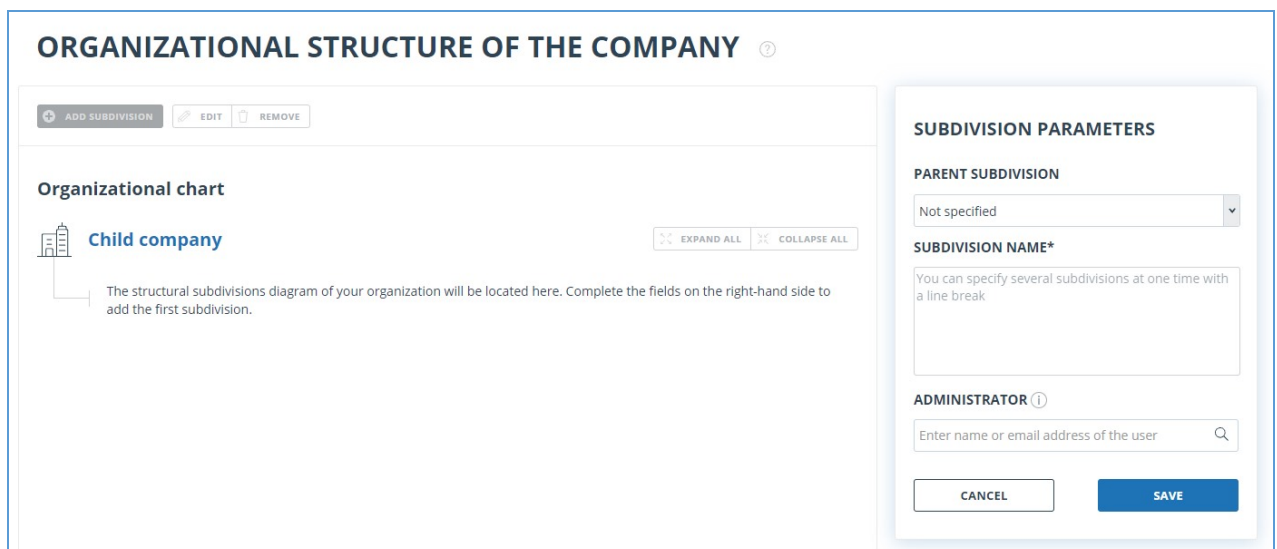 ORGANIZATIONAL STRUCTURE OF THE COMPANY ?
ADD SUBDIVISION EDIT REMOVE
Organizational chart
Child company
EXPAND ALL COLLAPSE ALL
The structural subdivisions diagram of your organization will be located here. Complete the fields on the right-hand side to
add the first subdivision.
SUBDIVISION PARAMETERS
PARENT SUBDIVISION
Not specified
SUBDIVISION NAME*
You can specify several subdivisions at one time with
a line break
ADMINISTRATOR i
Enter name or email address of the user
CANCEL SAVE